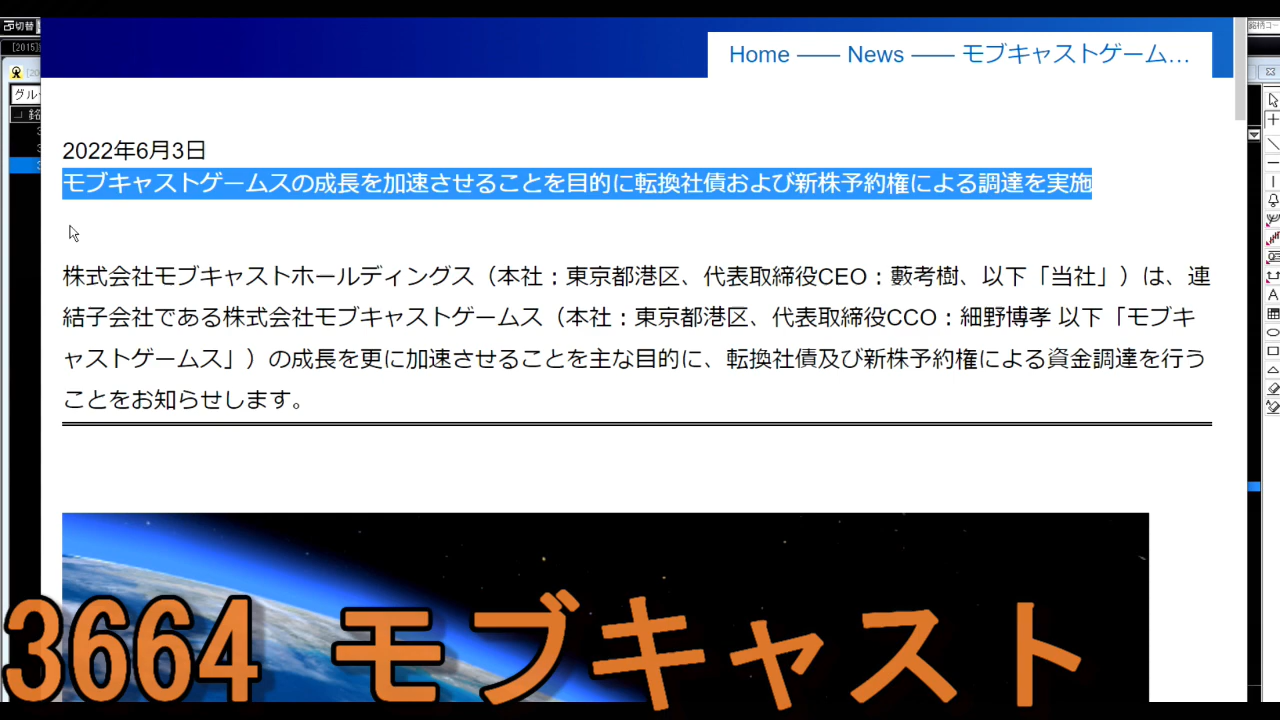 切替
[2015]
Home —— News —— モブキャストゲーム…
銘柄コー
グル
銘
2022年6月3日
モブキャストゲームスの成長を加速させることを目的に転換社債および新株予約権による調達を実施
株式会社モブキャストホールディングス（本社：東京都港区、代表取締役CEO：藪考樹、以下「当社」）は、連
結子会社である株式会社モブキャストゲームス（本社：東京都港区、代表取締役CCO：細野博孝 以下「モブキ
ャストゲームス」）の成長を更に加速させることを主な目的に、転換社債及び新株予約権による資金調達を行う
ことをお知らせします。
3664 モブキャスト